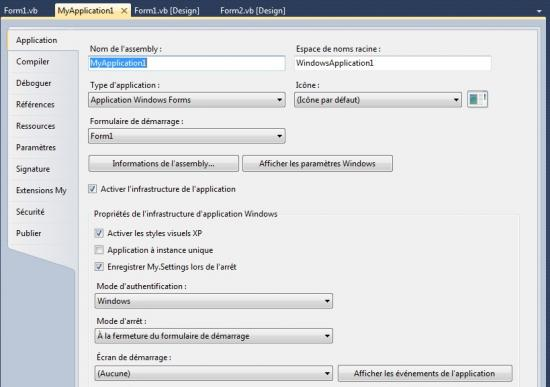 Form1.vb MyApplication1 Form1.vb [Design] Form2.vb [Design]
Application
Compiler
Déboguer
Références
Ressources
Paramètres
Signature
Extensions My
Sécurité
Publier
Nom de l'assembly : Espace de noms racine :
MyApplication1 WindowsApplication1
Type d'application : Icône :
Application Windows Forms (Icône par défaut)
Formulaire de démarrage :
Form1
Informations de l'assembly... Afficher les paramètres Windows
Activer l'infrastructure de l'application
Propriétés de l'infrastructure d'application Windows
Activer les styles visuels XP
Application à instance unique
Enregistrer My.Settings lors de l'arrêt
Mode d'authentification :
Windows
Mode d'arrêt :
À la fermeture du formulaire de démarrage
Écran de démarrage :
(Aucune) Afficher les événements de l'application